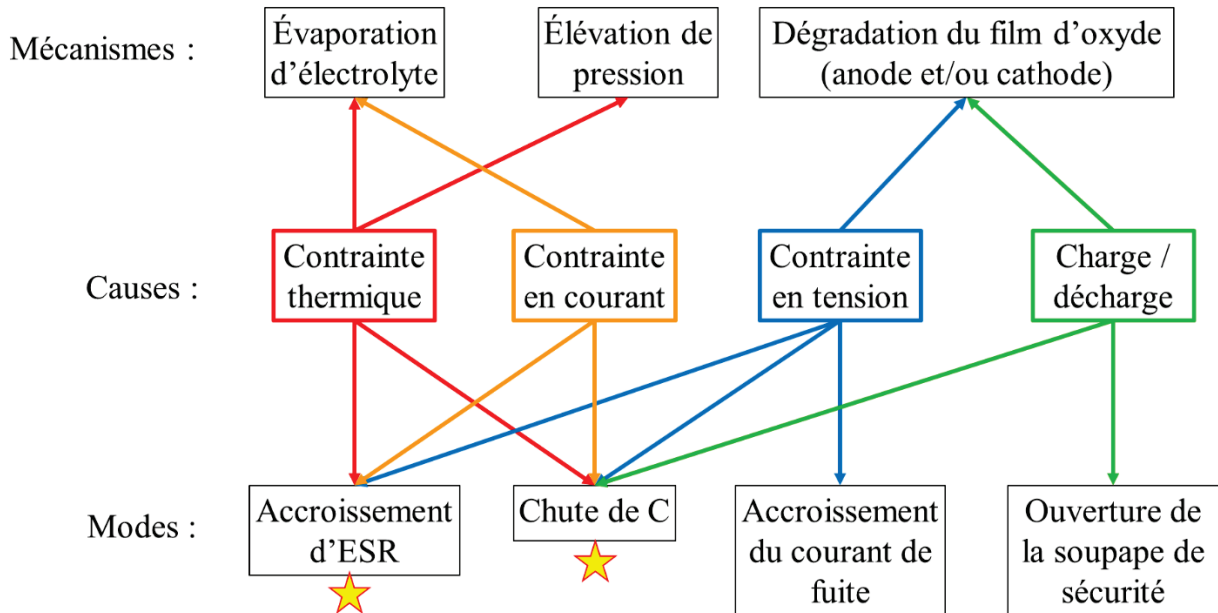 Mécanismes :
Évaporation
d’électrolyte
Élévation de
pression
Dégradation du film d’oxyde
(anode et/ou cathode)
Causes :
Contrainte
thermique
Contrainte
en courant
Contrainte
en tension
Charge /
décharge
Modes :
Accroissement
d’ESR
Chute de C
Accroissement
du courant de
fuite
Ouverture de
la soupape de
sécurité